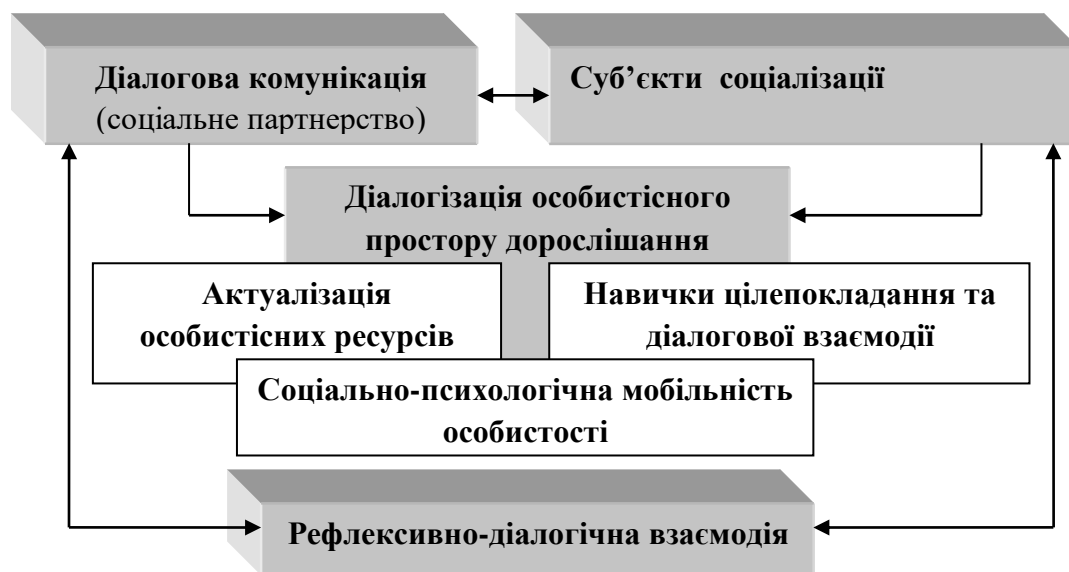 Діалогова комунікація
(соціальне партнерство)
Суб’єкти соціалізації
Діалогізація особистісного
простору дорослішання
Актуалізація
особистісних ресурсів
Навички цілепокладання та
діалогової взаємодії
Соціально-психологічна мобільність
особистості
Рефлексивно-діалогічна взаємодія